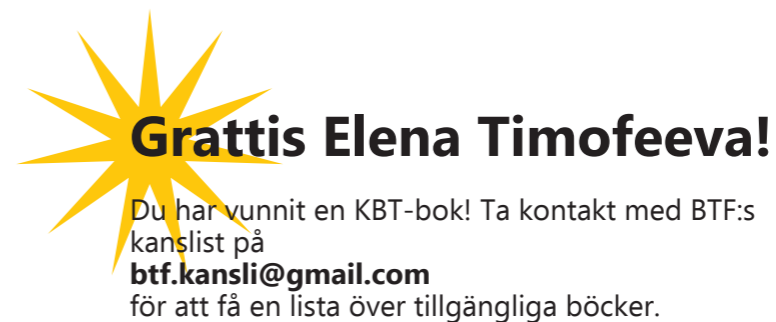 Grattis Elena Timofeeva!
Du har vunnit en KBT-bok! Ta kontakt med BTF:s
kanslist på
btf.kansli@gmail.com
för att få en lista över tillgängliga böcker.